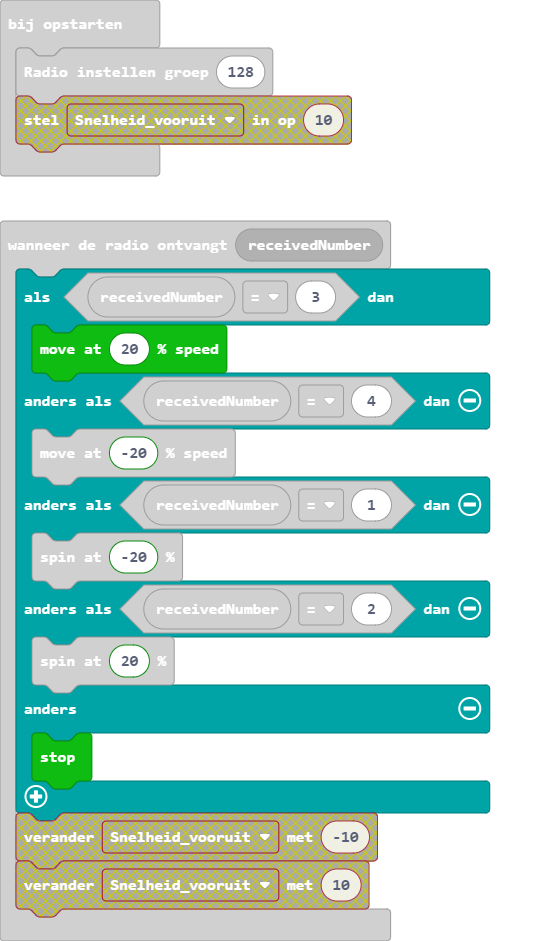 bij opstarten
Radio instellen groep 128
stel Snelheid_vooruit in op 10
wanneer de radio ontvangt receivedNumber
als receivedNumber = 3 dan
move at 20 % speed
anders als receivedNumber = 4 dan
move at -20 % speed
anders als receivedNumber = 1 dan
spin at -20 %
anders als receivedNumber = 2 dan
spin at 20 %
anders
stop
verander Snelheid_vooruit met -10
verander Snelheid_vooruit met 10